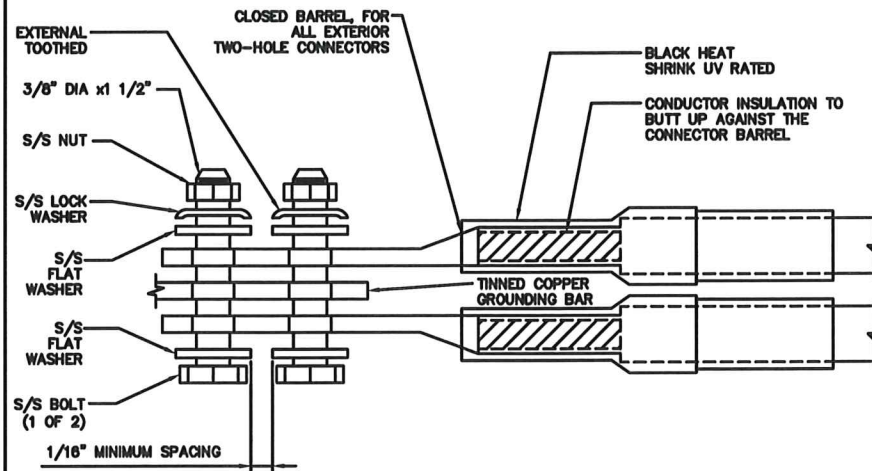 CLOSED BARREL, FOR
ALL EXTERIOR
TWO-HOLE CONNECTORS
EXTERNAL
TOOTHED
BLACK HEAT
SHRINK UV RATED
3/8" DIA x1 1/2"
CONDUCTOR INSULATION TO
BUTT UP AGAINST THE
CONNECTOR BARREL
S/S NUT
S/S LOCK
WASHER
S/S
FLAT
WASHER
TINNED COPPER
GROUNDING BAR
S/S
FLAT
WASHER
S/S BOLT
(1 OF 2)
1/16" MINIMUM SPACING